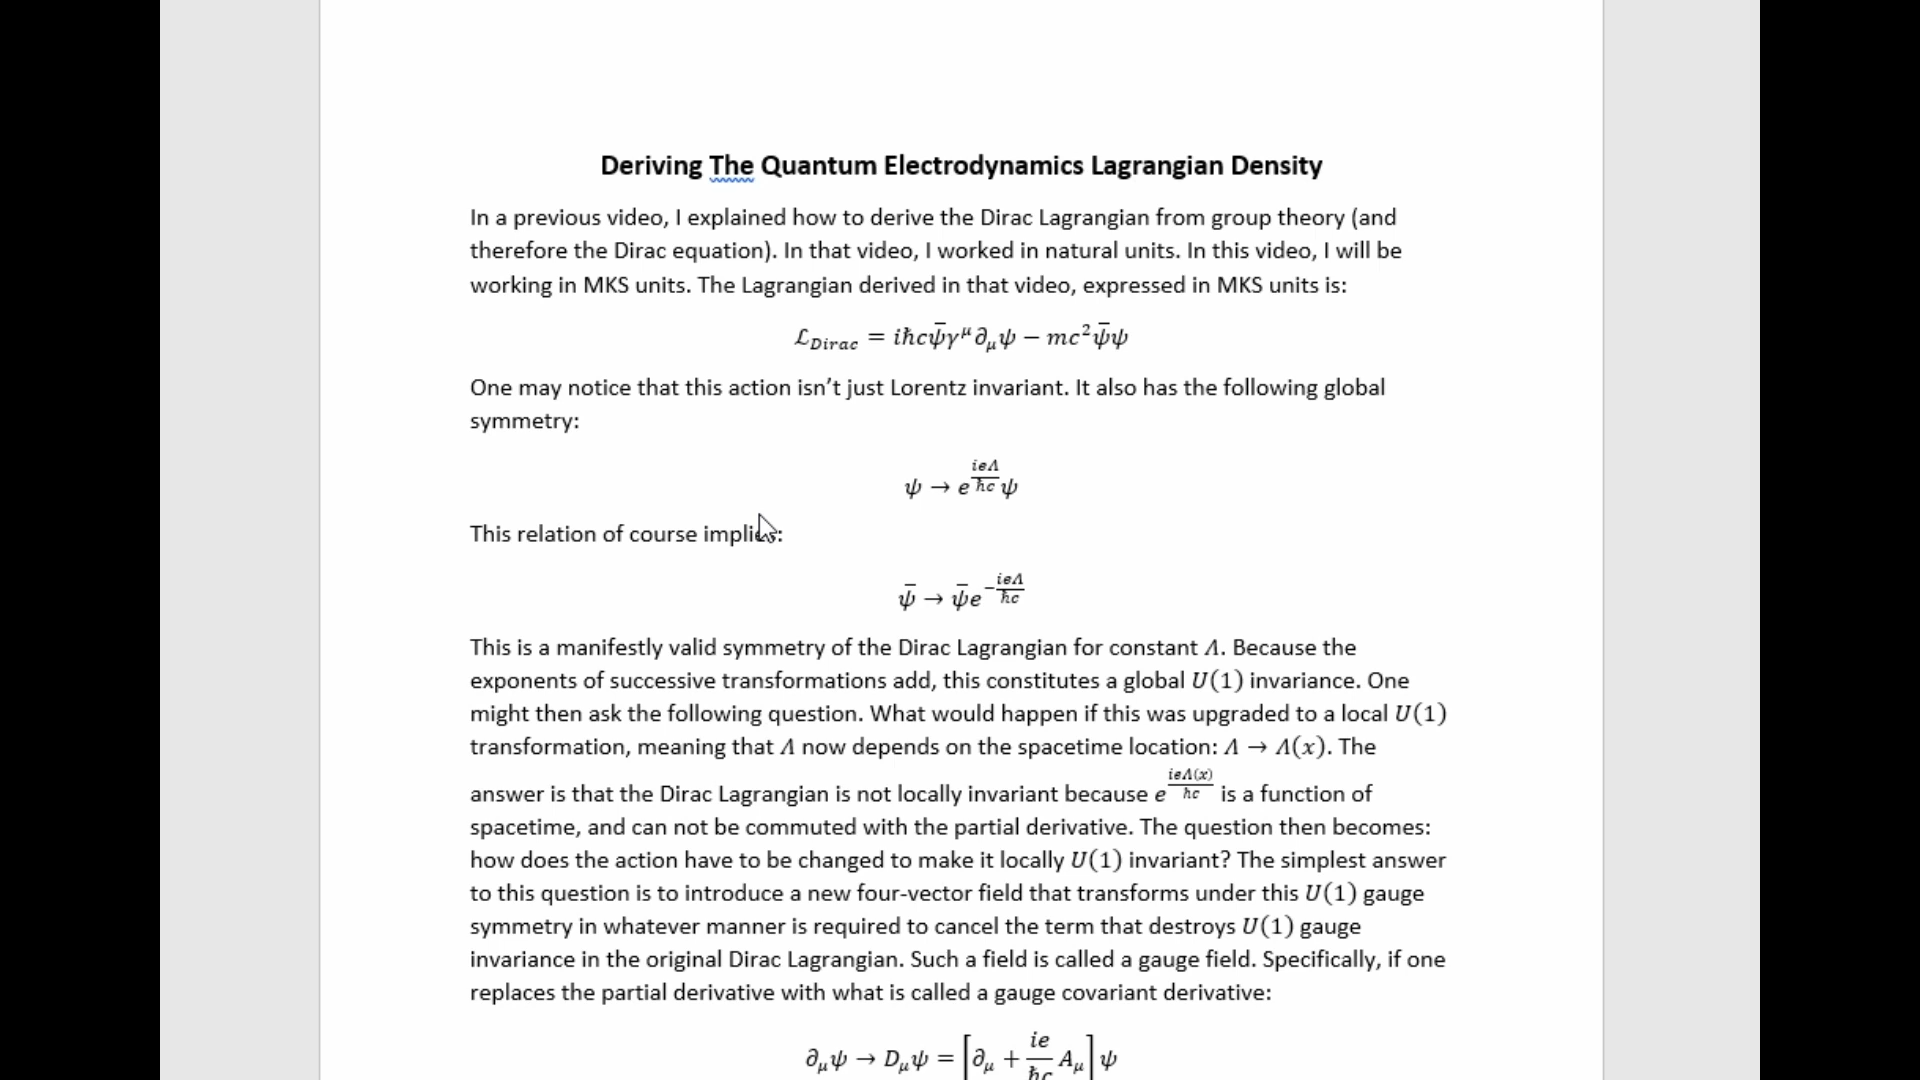 Deriving The Quantum Electrodynamics Lagrangian Density
In a previous video, I explained how to derive the Dirac Lagrangian from group theory (and
therefore the Dirac equation). In that video, I worked in natural units. In this video, I will be
working in MKS units. The Lagrangian derived in that video, expressed in MKS units is:
ℒ_Dirac = iħcψ̄γ^μ∂_μψ − mc²ψ̄ψ
One may notice that this action isn’t just Lorentz invariant. It also has the following global
symmetry:
ψ → e^{ieΛ/ħc}ψ
This relation of course implies:
ψ̄ → ψ̄e^{−ieΛ/ħc}
This is a manifestly valid symmetry of the Dirac Lagrangian for constant Λ. Because the
exponents of successive transformations add, this constitutes a global U(1) invariance. One
might then ask the following question. What would happen if this was upgraded to a local U(1)
transformation, meaning that Λ now depends on the spacetime location: Λ → Λ(x). The
answer is that the Dirac Lagrangian is not locally invariant because e^{ieΛ(x)/ħc} is a function of
spacetime, and can not be commuted with the partial derivative. The question then becomes:
how does the action have to be changed to make it locally U(1) invariant? The simplest answer
to this question is to introduce a new four-vector field that transforms under this U(1) gauge
symmetry in whatever manner is required to cancel the term that destroys U(1) gauge
invariance in the original Dirac Lagrangian. Such a field is called a gauge field. Specifically, if one
replaces the partial derivative with what is called a gauge covariant derivative:
∂_μψ → D_μψ = [∂_μ + (ie/ħc)A_μ]ψ